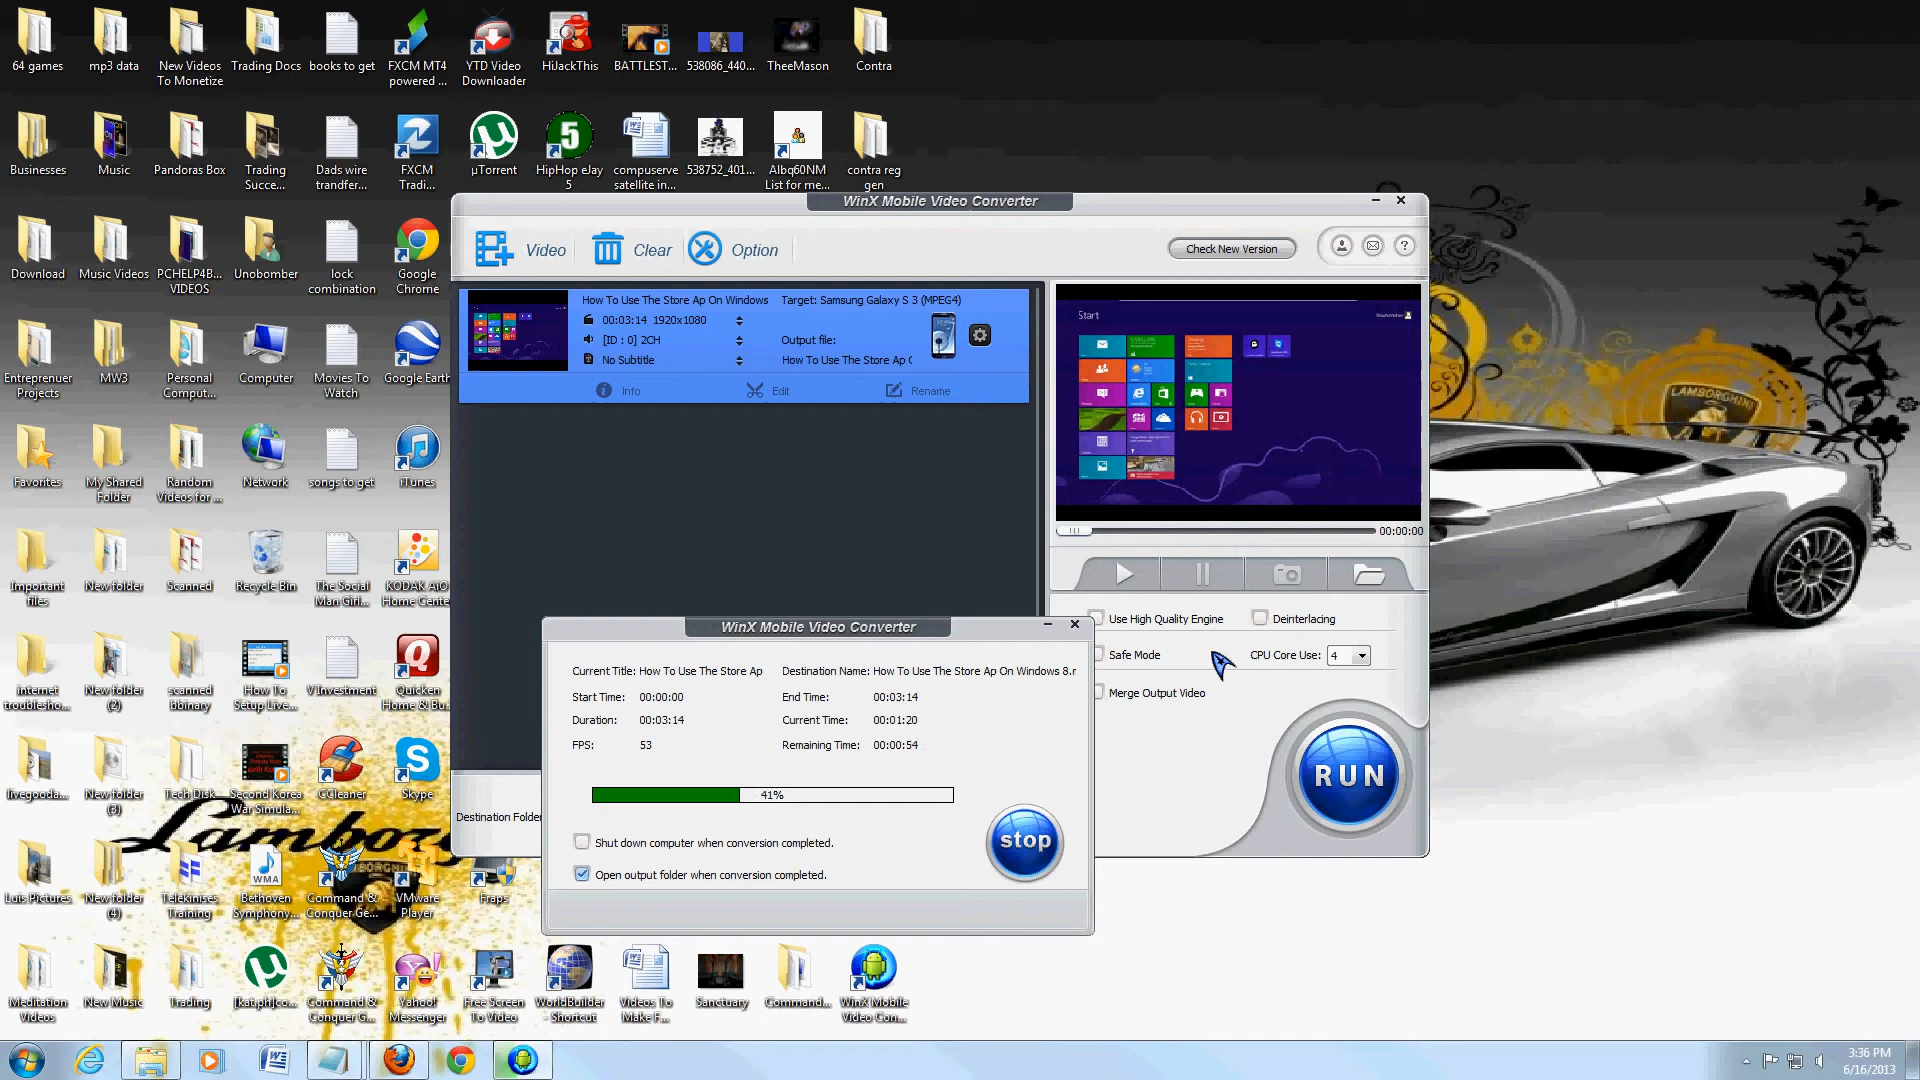 64 games
mp3 data
New Videos
To Monetize
Trading Docs
books to get
FXCM MT4
powered ...
YTD Video
Downloader
HiJackThis
BATTLEST...
538086_440...
TheeMason
Contra
Businesses
Music
Pandoras Box
Trading
Succe...
Dads wire
transfer...
FXCM
Tradi...
µTorrent
HipHop eJay
5
compuserve
satellite in...
538752_401...
Albq60NM
List for me...
contra reg
gen
Download
Music Videos
PCHELP4B...
VIDEOS
Unobomber
lock
combination
Google
Chrome
Entreprenuer
Projects
MW3
Personal
Comput...
Computer
Movies To
Watch
Google Earth
Favorites
My Shared
Folder
Random
Videos for ...
Network
songs to get
iTunes
Important
files
New folder
Scanned
Recycle Bin
The Social
Man Girl...
KODAK AiO
Home Cente
internet
troublesho...
New folder
(2)
scanned
bbinary
How To
Setup Live...
VInvestment
Quicken
Home & Bu...
livegooda...
New folder
(3)
Tech Disk
Second Korea
War Simula...
CCleaner
Skype
Luis Pictures
New folder
(4)
Telekinises
Training
WMA
Bethoven
Symphony...
Command &
Conquer Ge...
VMware
Player
Fraps
Meditation
Videos
New Music
Trading
[kat.ph]co...
Command &
Conquer G...
Yahoo!
Messenger
Free Screen
To Video
WorldBuilder
- Shortcut
Videos To
Make F...
Sanctuary
Command...
WinX Mobile
Video Con...
WinX Mobile Video Converter
Video
Clear
Option
Check New Version
How To Use The Store Ap On Windows
Target: Samsung Galaxy S 3 (MPEG4)
00:03:14 1920x1080
[ID : 0] 2CH
Output file:
No Subtitle
How To Use The Store Ap O
Info
Edit
Rename
Start
00:00:00
Use High Quality Engine
Deinterlacing
Safe Mode
CPU Core Use: 4
Merge Output Video
RUN
Destination Folder
WinX Mobile Video Converter
Current Title: How To Use The Store Ap
Destination Name: How To Use The Store Ap On Windows 8.r
Start Time: 00:00:00
End Time: 00:03:14
Duration: 00:03:14
Current Time: 00:01:20
FPS: 53
Remaining Time: 00:00:54
41%
Shut down computer when conversion completed.
Open output folder when conversion completed.
stop
LAMBORGHINI
3:36 PM
6/16/2013